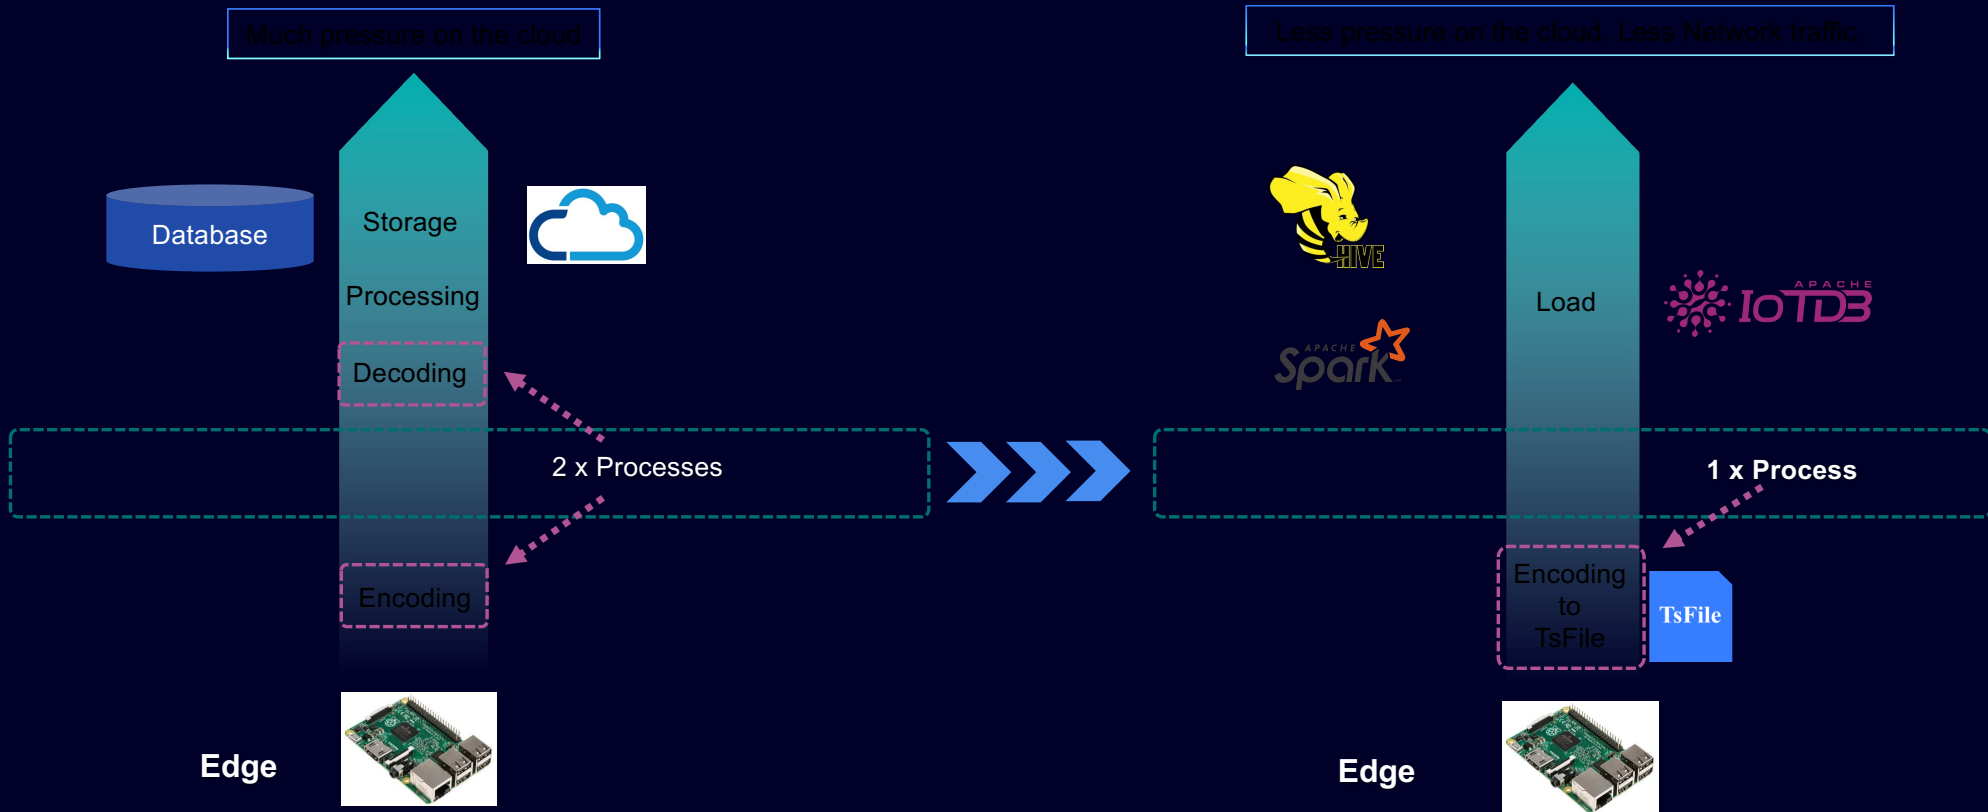 Much pressure on the cloud
Database
Storage
Processing
Decoding
2 x Processes
Encoding
Edge
Less pressure on the cloud. Less Network traffic.
HIVE
APACHE
Spark
Load
APACHE
IoTDB
1 x Process
Encoding
to
TsFile
TsFile
Edge